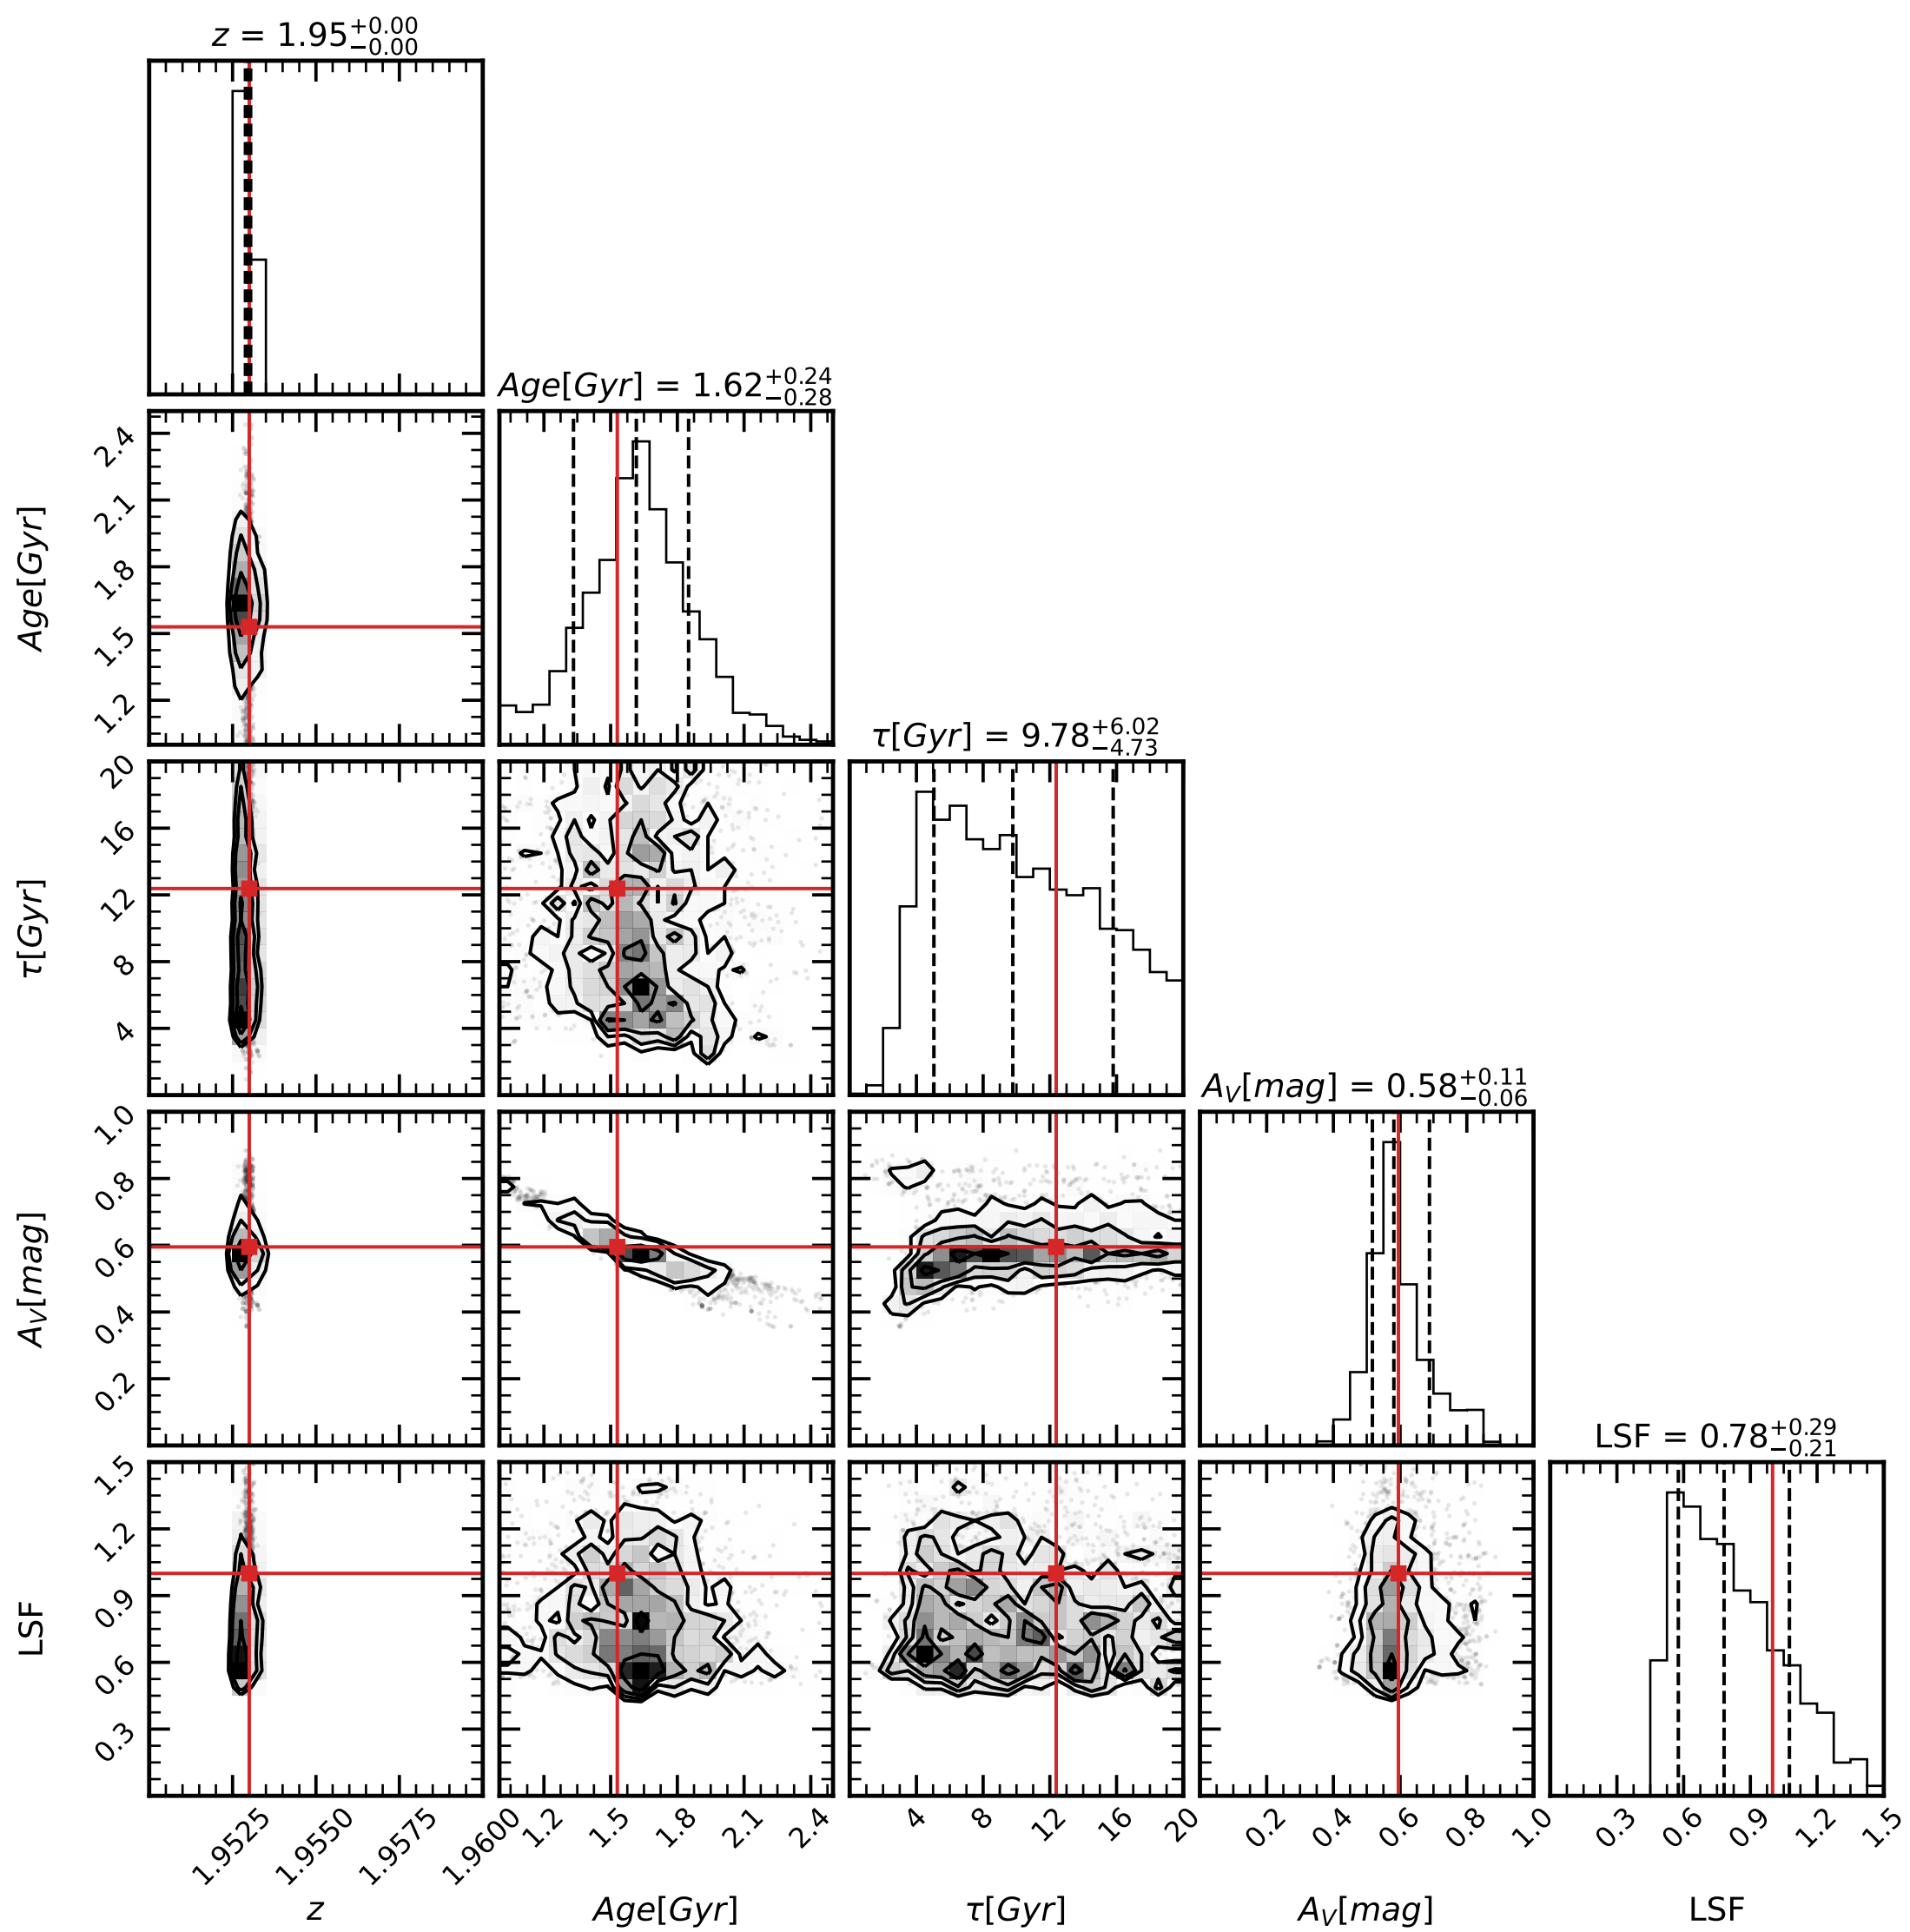 z = 1.95 +0.00 −0.00
Age[Gyr] = 1.62 +0.24 −0.28
2.4
2.1
1.8
1.5
1.2
Age[Gyr]
τ[Gyr] = 9.78 +6.02 −4.73
20
16
12
8
4
τ[Gyr]
A_V[mag] = 0.58 +0.11 −0.06
1.0
0.8
0.6
0.4
0.2
A_V[mag]
LSF = 0.78 +0.29 −0.21
1.5
1.2
0.9
0.6
0.3
LSF
1.9525 1.9550 1.9575 1.9600 1.2 1.5 1.8 2.1 2.4 4 8 12 16 20 0.2 0.4 0.6 0.8 1.0 0.3 0.6 0.9 1.2 1.5
z Age[Gyr] τ[Gyr] A_V[mag] LSF